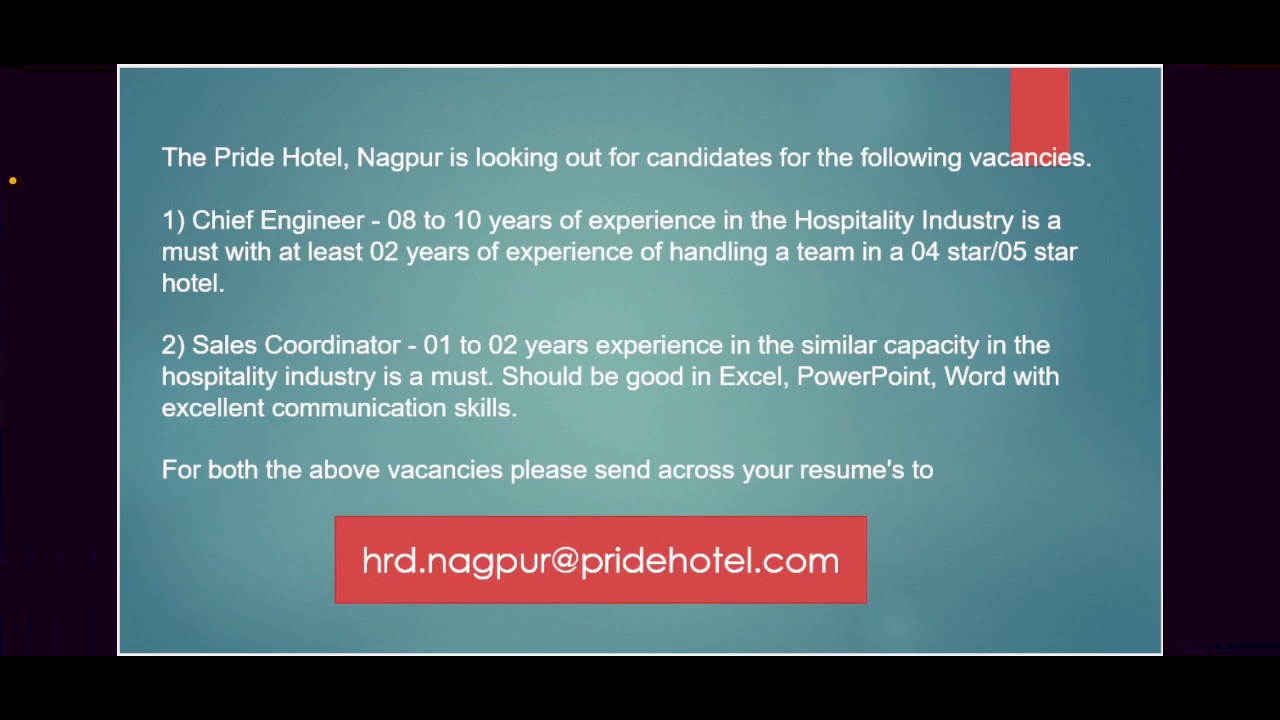 The Pride Hotel, Nagpur is looking out for candidates for the following vacancies.
1) Chief Engineer - 08 to 10 years of experience in the Hospitality Industry is a
must with at least 02 years of experience of handling a team in a 04 star/05 star
hotel.
2) Sales Coordinator - 01 to 02 years experience in the similar capacity in the
hospitality industry is a must. Should be good in Excel, PowerPoint, Word with
excellent communication skills.
For both the above vacancies please send across your resume's to
hrd.nagpur@pridehotel.com